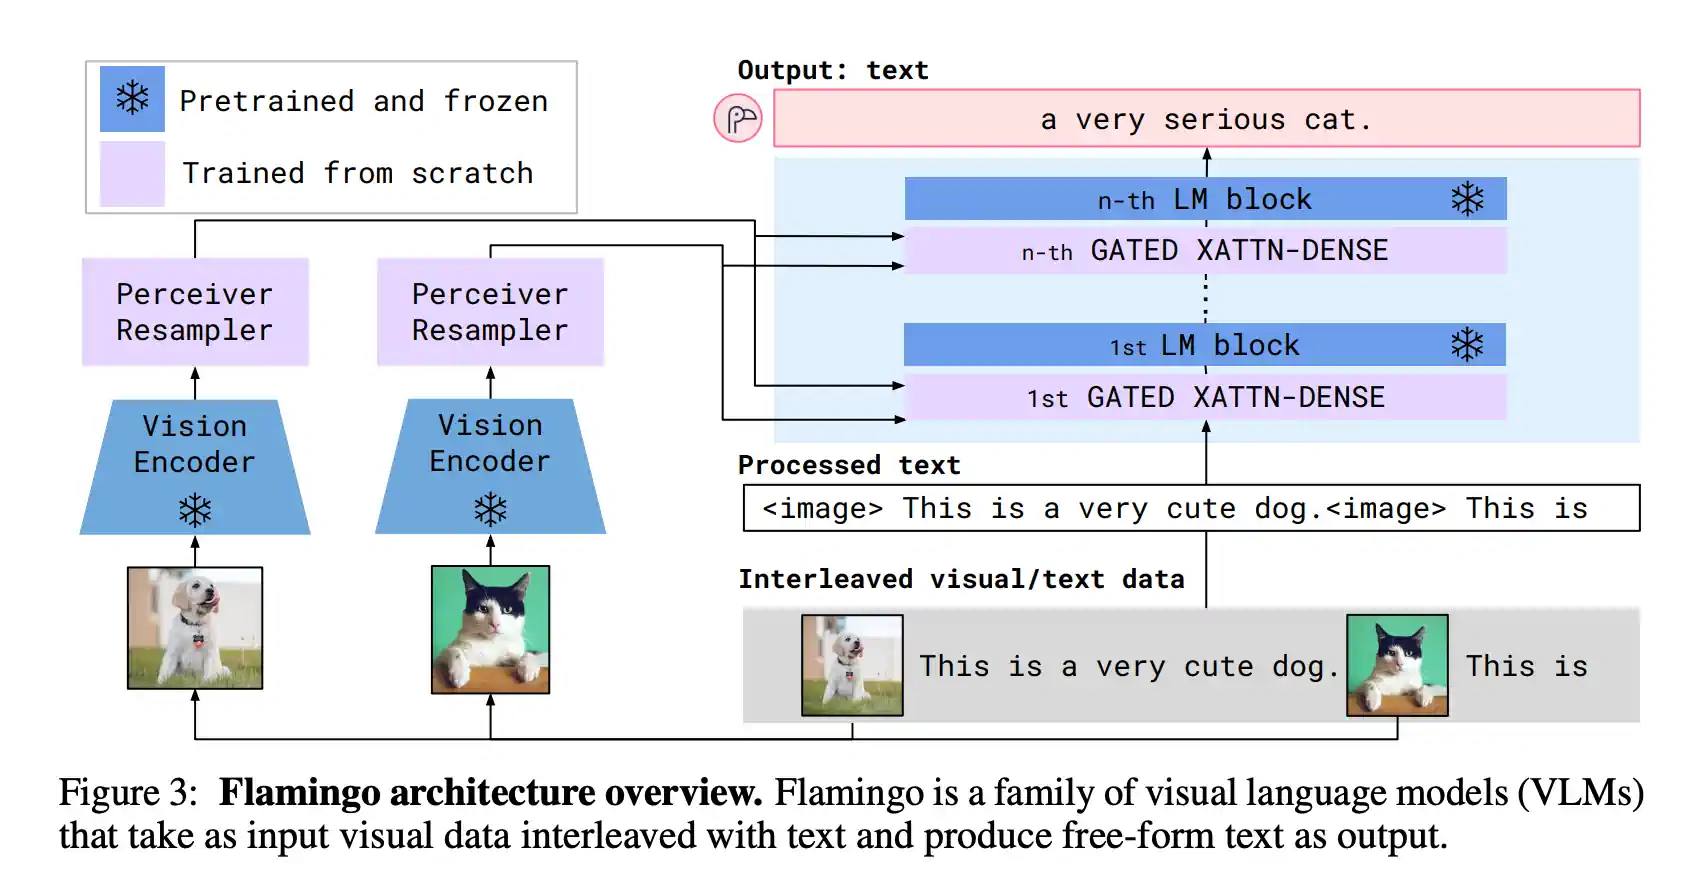 Pretrained and frozen
Trained from scratch
Perceiver
Resampler
Vision
Encoder
Perceiver
Resampler
Vision
Encoder
Output: text
a very serious cat.
n-th LM block
n-th GATED XATTN-DENSE
1st LM block
1st GATED XATTN-DENSE
Processed text
<image> This is a very cute dog.<image> This is
Interleaved visual/text data
This is a very cute dog. This is
Figure 3: Flamingo architecture overview. Flamingo is a family of visual language models (VLMs)
that take as input visual data interleaved with text and produce free-form text as output.